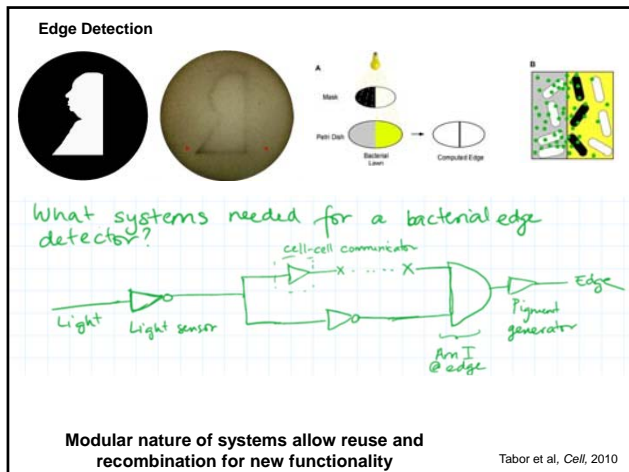 Edge Detection
A
Mask
Petri Dish
Bacterial
Lawn
Computed Edge
B
What systems needed for a bacterial edge
detector?
cell-cell communicator
X ..... X
Light
Light sensor
Am I
@ edge
Pigment
generator
Edge
Modular nature of systems allow reuse and
recombination for new functionality
Tabor et al, Cell, 2010